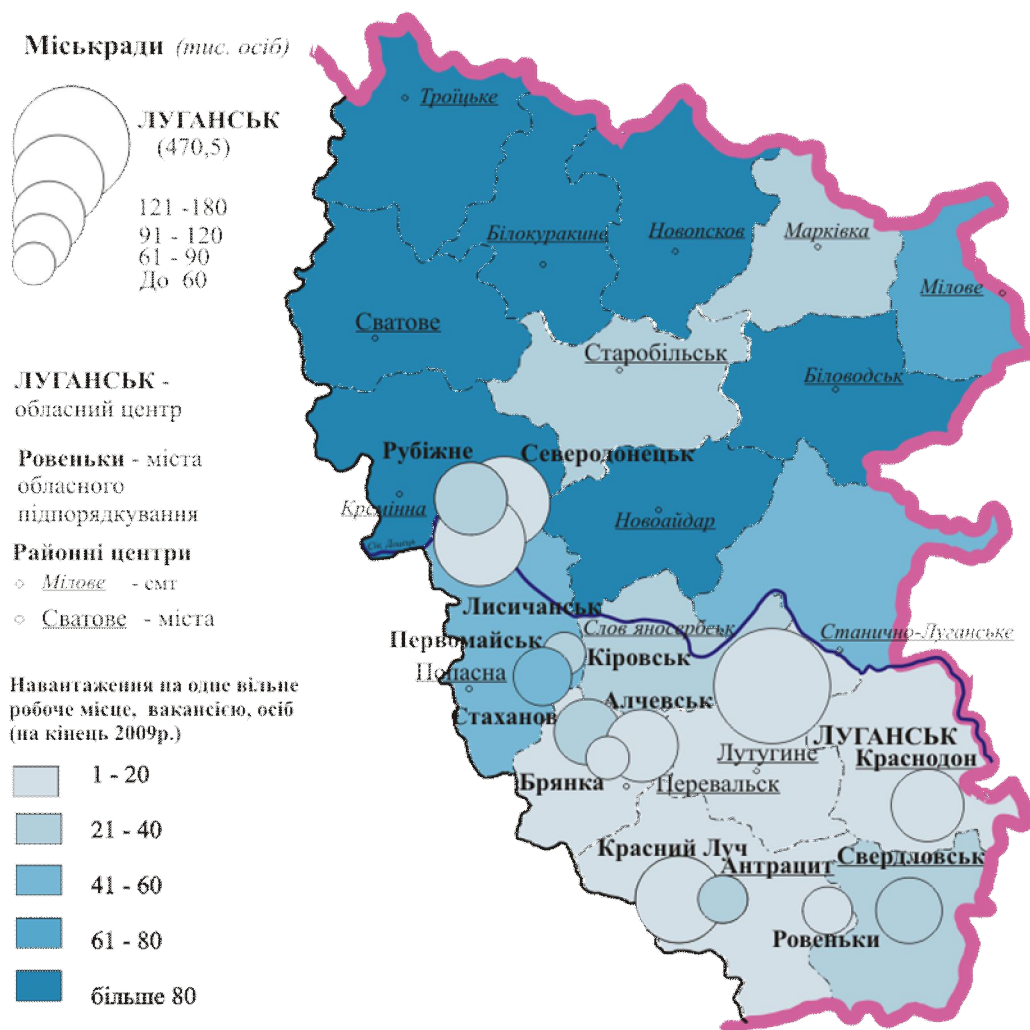 Міськради (тис. осіб)
ЛУГАНСЬК
(470,5)
121 -180
91 - 120
61 - 90
До 60
ЛУГАНСЬК -
обласний центр
Ровеньки - міста
обласного
підпорядкування
Районні центри
Мілове - смт
Сватове - міста
Навантаження на одне вільне
робоче місце, вакансією, осіб
(на кінець 2009р.)
1 - 20
21 - 40
41 - 60
61 - 80
більше 80
Троїцьке
Білокуракине
Новопсков
Марківка
Мілове
Сватове
Старобільськ
Біловодськ
Рубіжне
Северодонецьк
Кремінна
Новоайдар
Сів. Донець
Лисичанськ
Слов яносербськ
Станично-Луганське
Первомайськ
Кіровськ
Попасна
Стаханов
Алчевськ
ЛУГАНСЬК
Лутугине
Краснодон
Брянка
Перевальск
Красний Луч
Антрацит
Свердловськ
Ровеньки